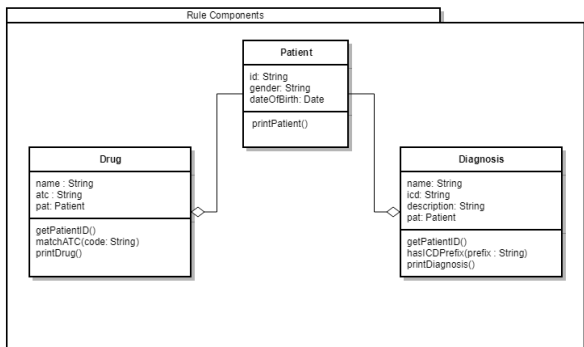 Rule Components
Patient
id: String
gender: String
dateOfBirth: Date
printPatient()
Drug
name : String
atc : String
pat: Patient
getPatientID()
matchATC(code: String)
printDrug()
Diagnosis
name: String
icd: String
description: String
pat: Patient
getPatientID()
hasICDPrefix(prefix : String)
printDiagnosis()